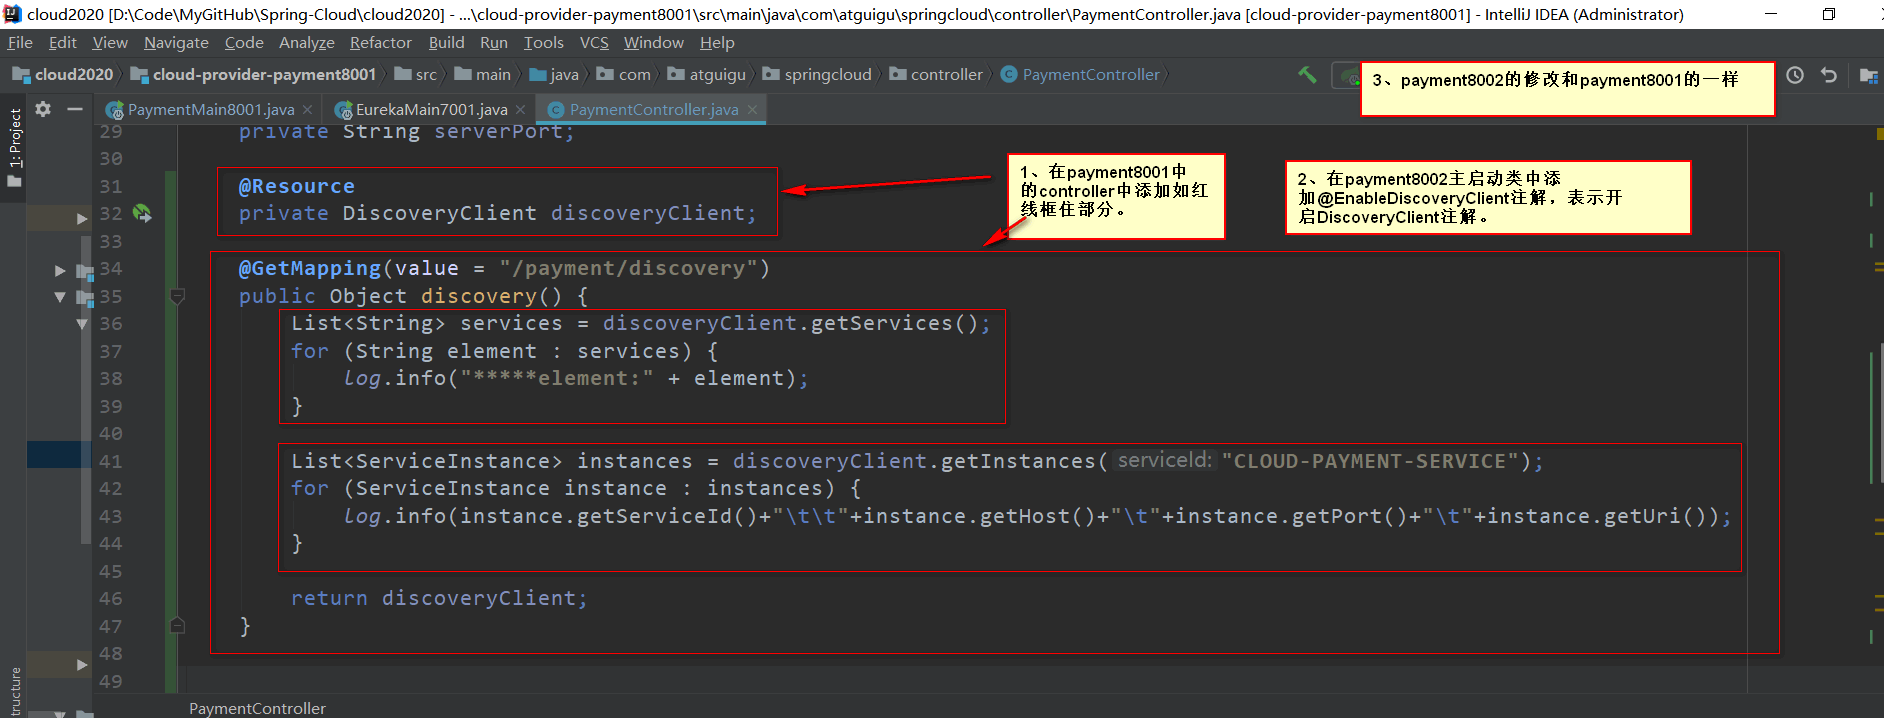 cloud2020 [D:\Code\MyGitHub\Spring-Cloud\cloud2020] - ...\cloud-provider-payment8001\src\main\java\com\atguigu\springcloud\controller\PaymentController.java [cloud-provider-payment8001] - IntelliJ IDEA (Administrator)
File Edit View Navigate Code Analyze Refactor Build Run Tools VCS Window Help
cloud2020 cloud-provider-payment8001 src main java com atguigu springcloud controller PaymentController
3、payment8002的修改和payment8001的一样
1: Project
PaymentMain8001.java EurekaMain7001.java PaymentController.java
29 private String serverPort;
30
31 @Resource
32 private DiscoveryClient discoveryClient;
33
1、在payment8001中
的controller中添加如红
线框住部分。
2、在payment8002主启动类中添
加@EnableDiscoveryClient注解，表示开
启DiscoveryClient注解。
34 @GetMapping(value = "/payment/discovery")
35 public Object discovery() {
36 List<String> services = discoveryClient.getServices();
37 for (String element : services) {
38 log.info("*****element:" + element);
39 }
40
41 List<ServiceInstance> instances = discoveryClient.getInstances( serviceId: "CLOUD-PAYMENT-SERVICE");
42 for (ServiceInstance instance : instances) {
43 log.info(instance.getServiceId()+"\t\t"+instance.getHost()+"\t"+instance.getPort()+"\t"+instance.getUri());
44 }
45
46 return discoveryClient;
47 }
48
49
tructure
PaymentController